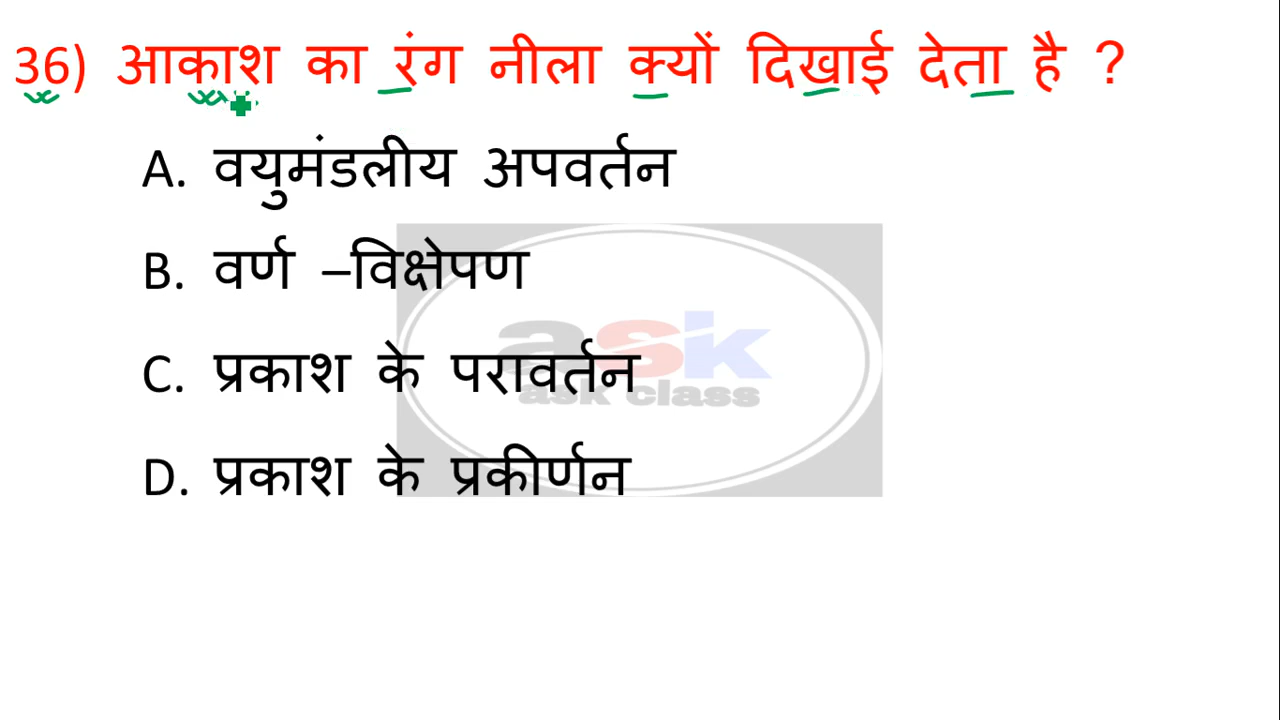 36) आकाश का रंग नीला क्यों दिखाई देता है ?
A. वयुमंडलीय अपवर्तन
B. वर्ण –विक्षेपण
ask
C. प्रकाश के परावर्तन
ask class
D. प्रकाश के प्रकीर्णन